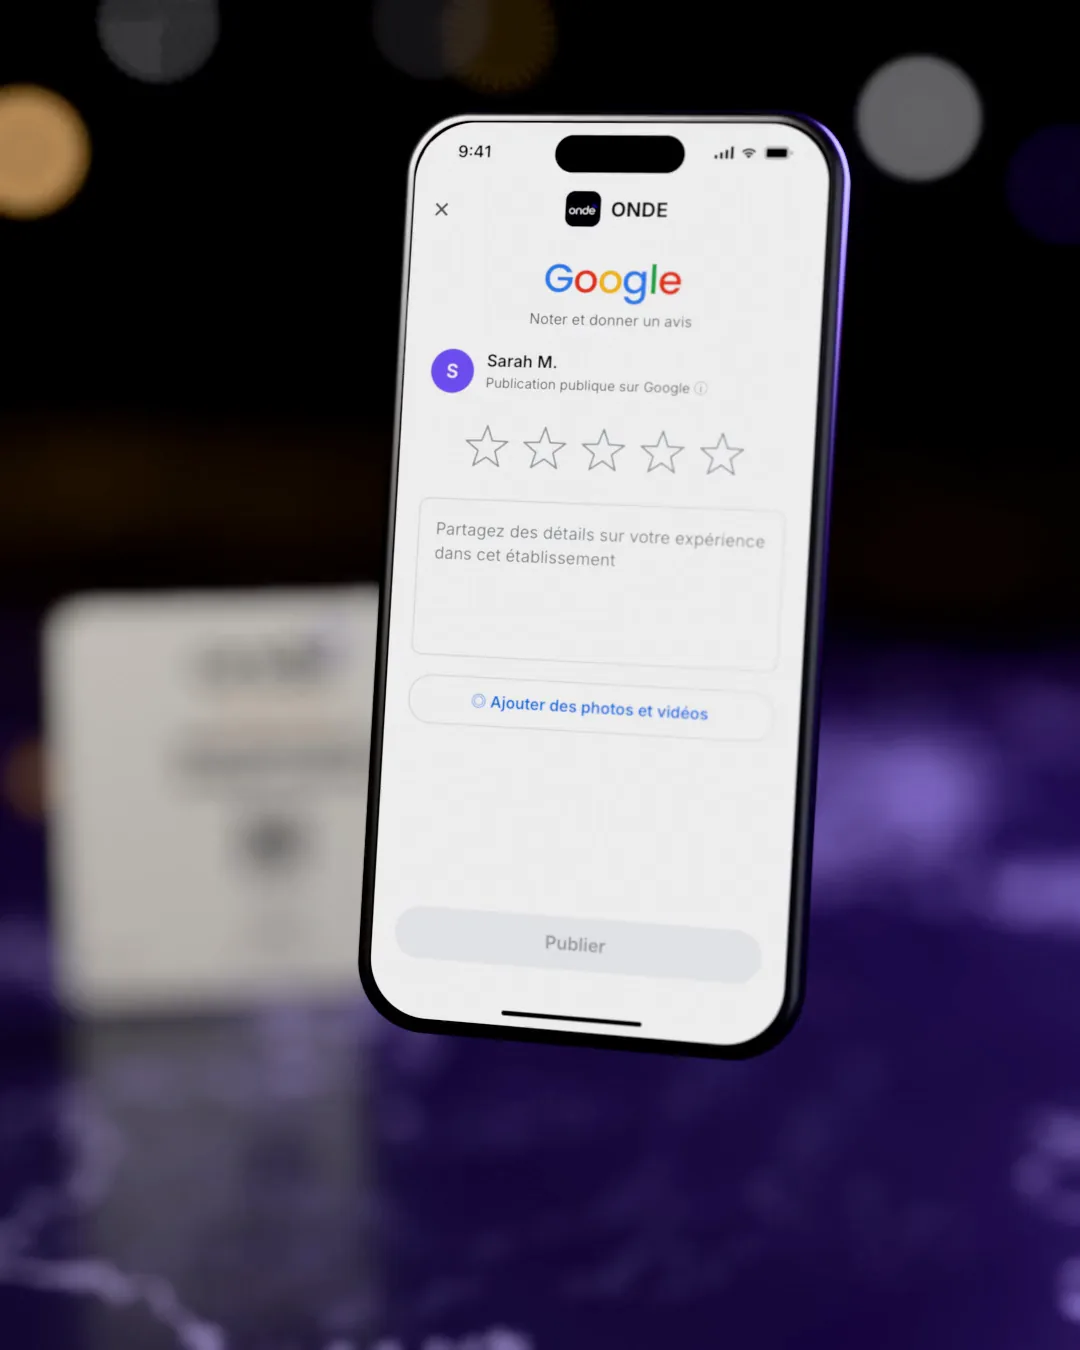 9:41
onde
ONDE
Google
Noter et donner un avis
S
Sarah M.
Publication publique sur Google
Partagez des détails sur votre expérience
dans cet établissement
Ajouter des photos et vidéos
Publier